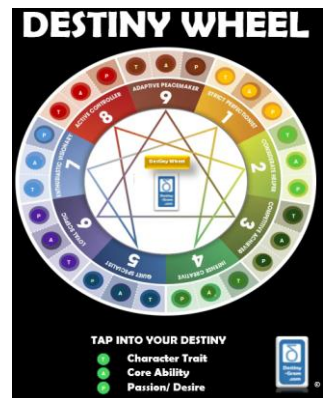 DESTINY WHEEL
ADAPTIVE PEACEMAKER
9
STRICT PERFECTIONIST
1
CONSIDERATE HELPER
2
COMPETITIVE ACHIEVER
3
INTENSE CREATIVE
4
QUIET SPECIALIST
5
LOYAL SCEPTIC
6
ENTHUSIASTIC VISIONARY
7
ACTIVE CONTROLLER
8
Destiny Wheel
TAP INTO YOUR DESTINY
T Character Trait
A Core Ability
P Passion/ Desire
Destiny
.com
©